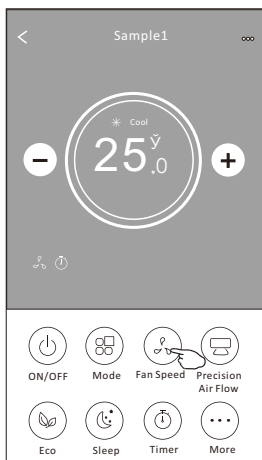 Sample1
Cool
25.0
ў
ON/OFF Mode Fan Speed Precision Air Flow
Eco Sleep Timer More